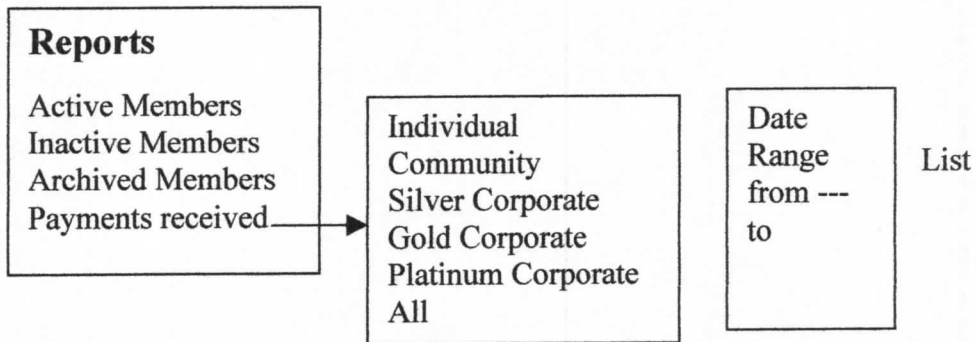 Reports
Active Members
Inactive Members
Archived Members
Payments received
Individual
Community
Silver Corporate
Gold Corporate
Platinum Corporate
All
Date
Range
from ---
to
List